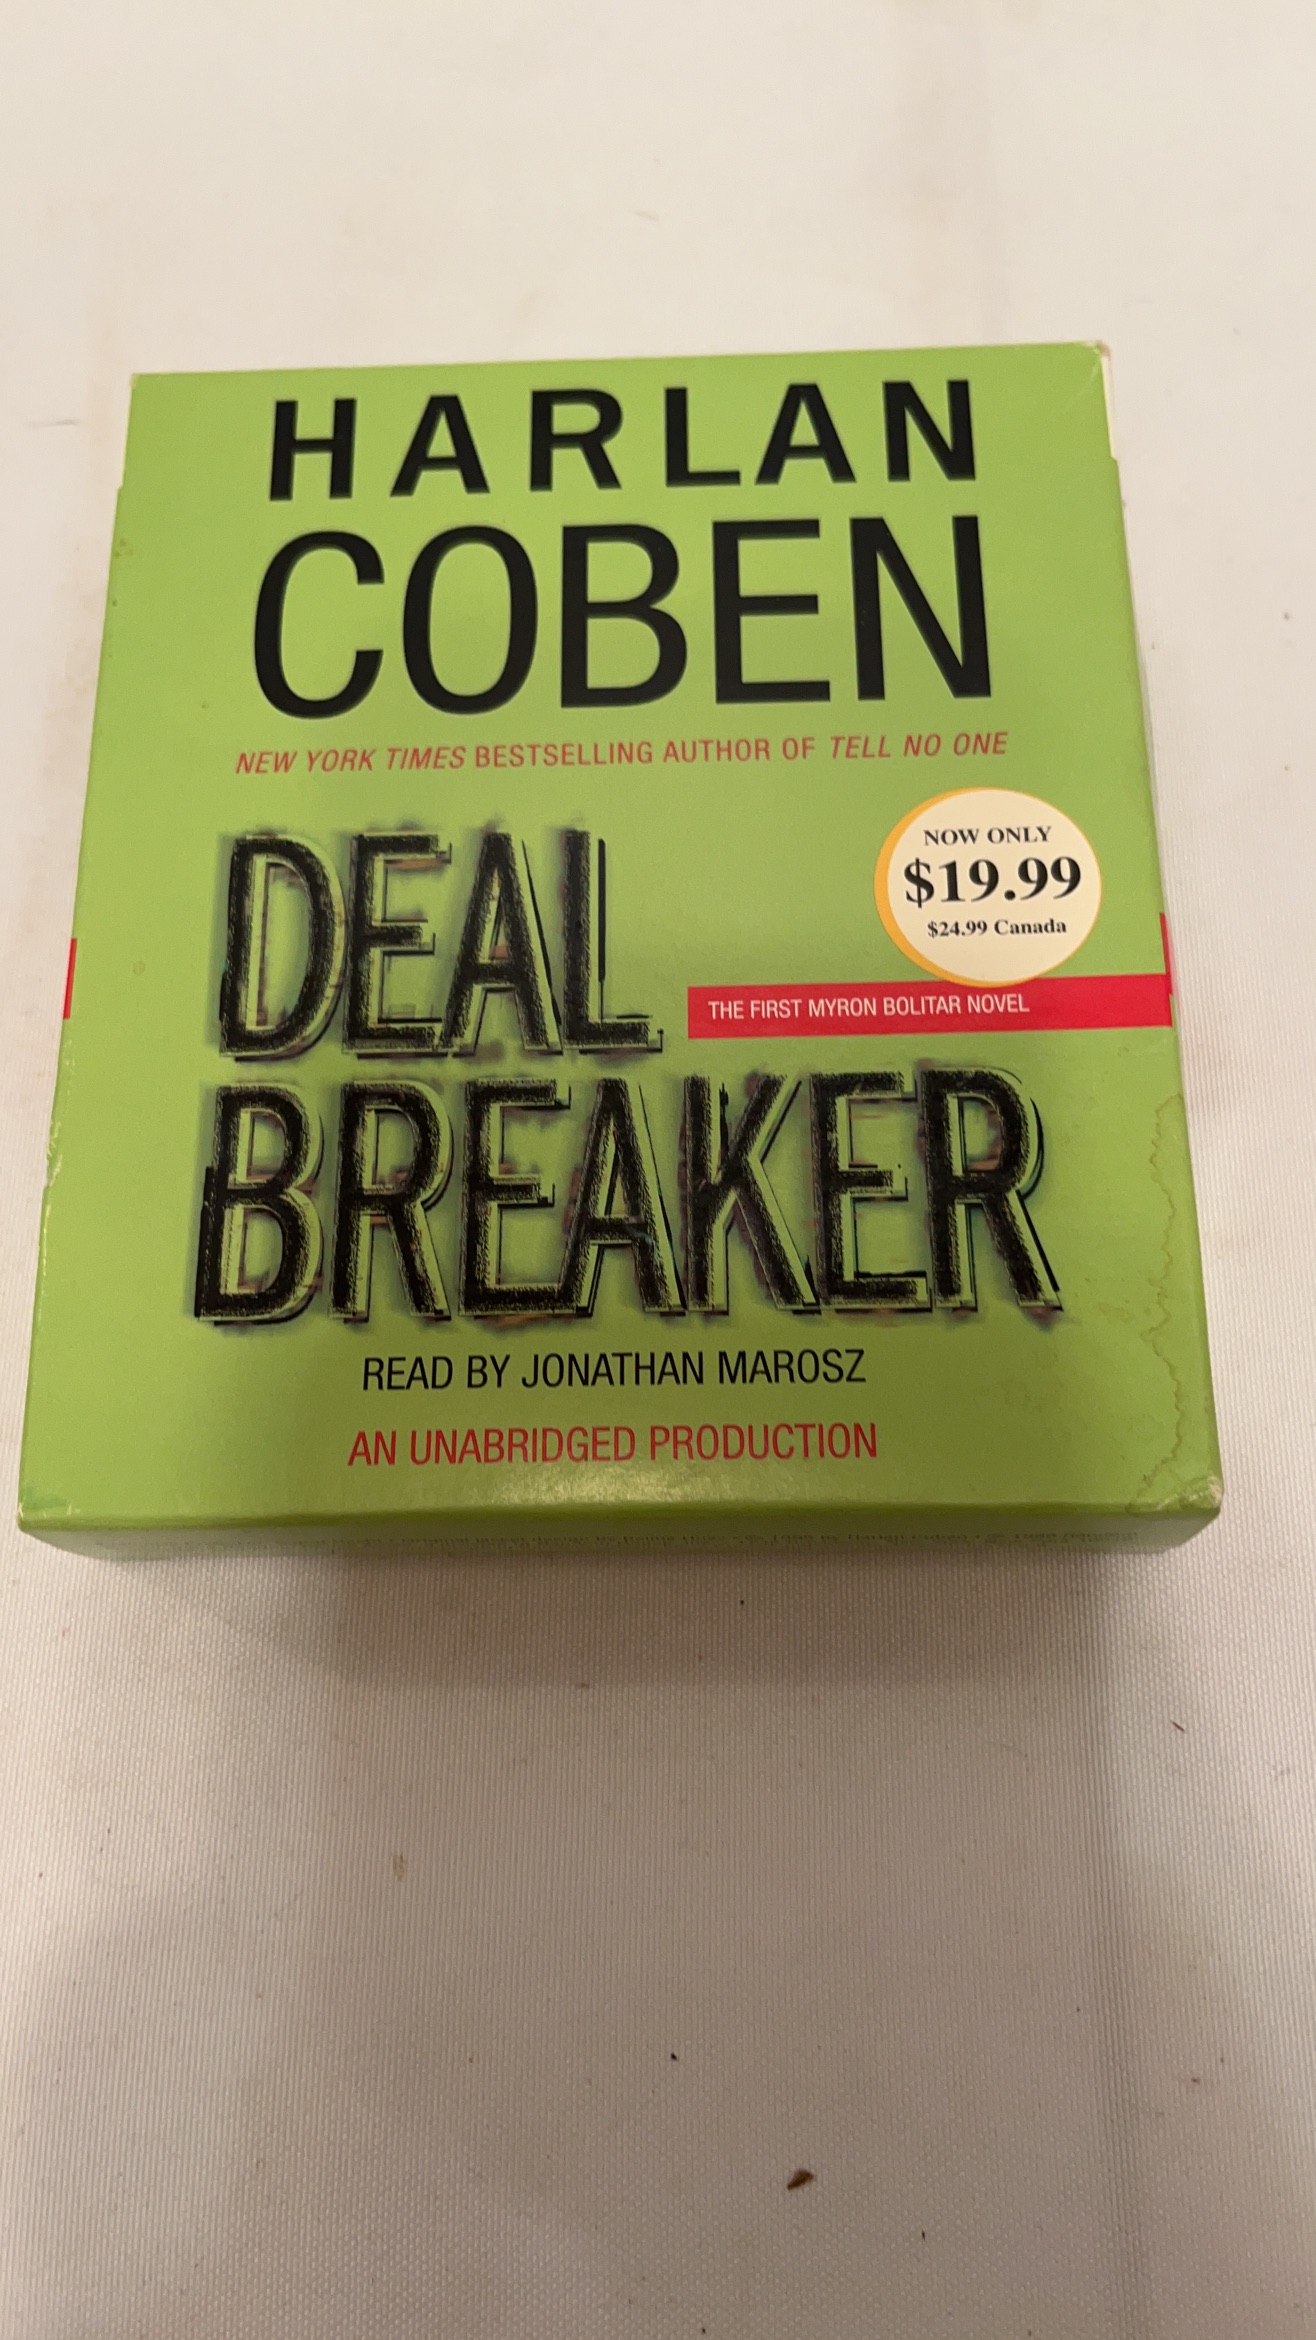 HARLAN
COBEN
NEW YORK TIMES BESTSELLING AUTHOR OF TELL NO ONE
NOW ONLY
$19.99
$24.99 Canada
DEAL
THE FIRST MYRON BOLITAR NOVEL
BREAKER
READ BY JONATHAN MAROSZ
AN UNABRIDGED PRODUCTION